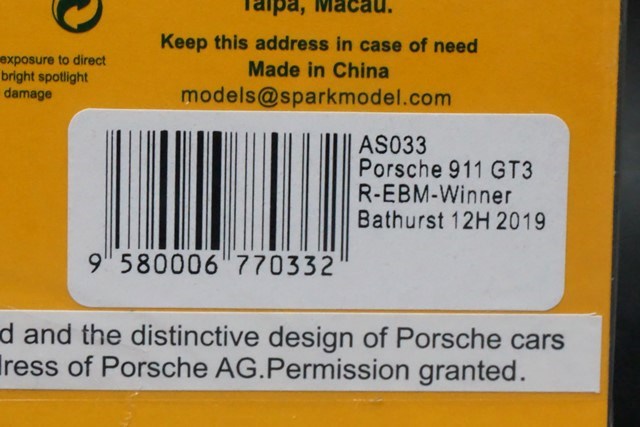 Taipa, Macau.
Keep this address in case of need
Made in China
models@sparkmodel.com
exposure to direct
bright spotlight
damage
AS033
Porsche 911 GT3
R-EBM-Winner
Bathurst 12H 2019
9 580006 770332
d and the distinctive design of Porsche cars
dress of Porsche AG.Permission granted.